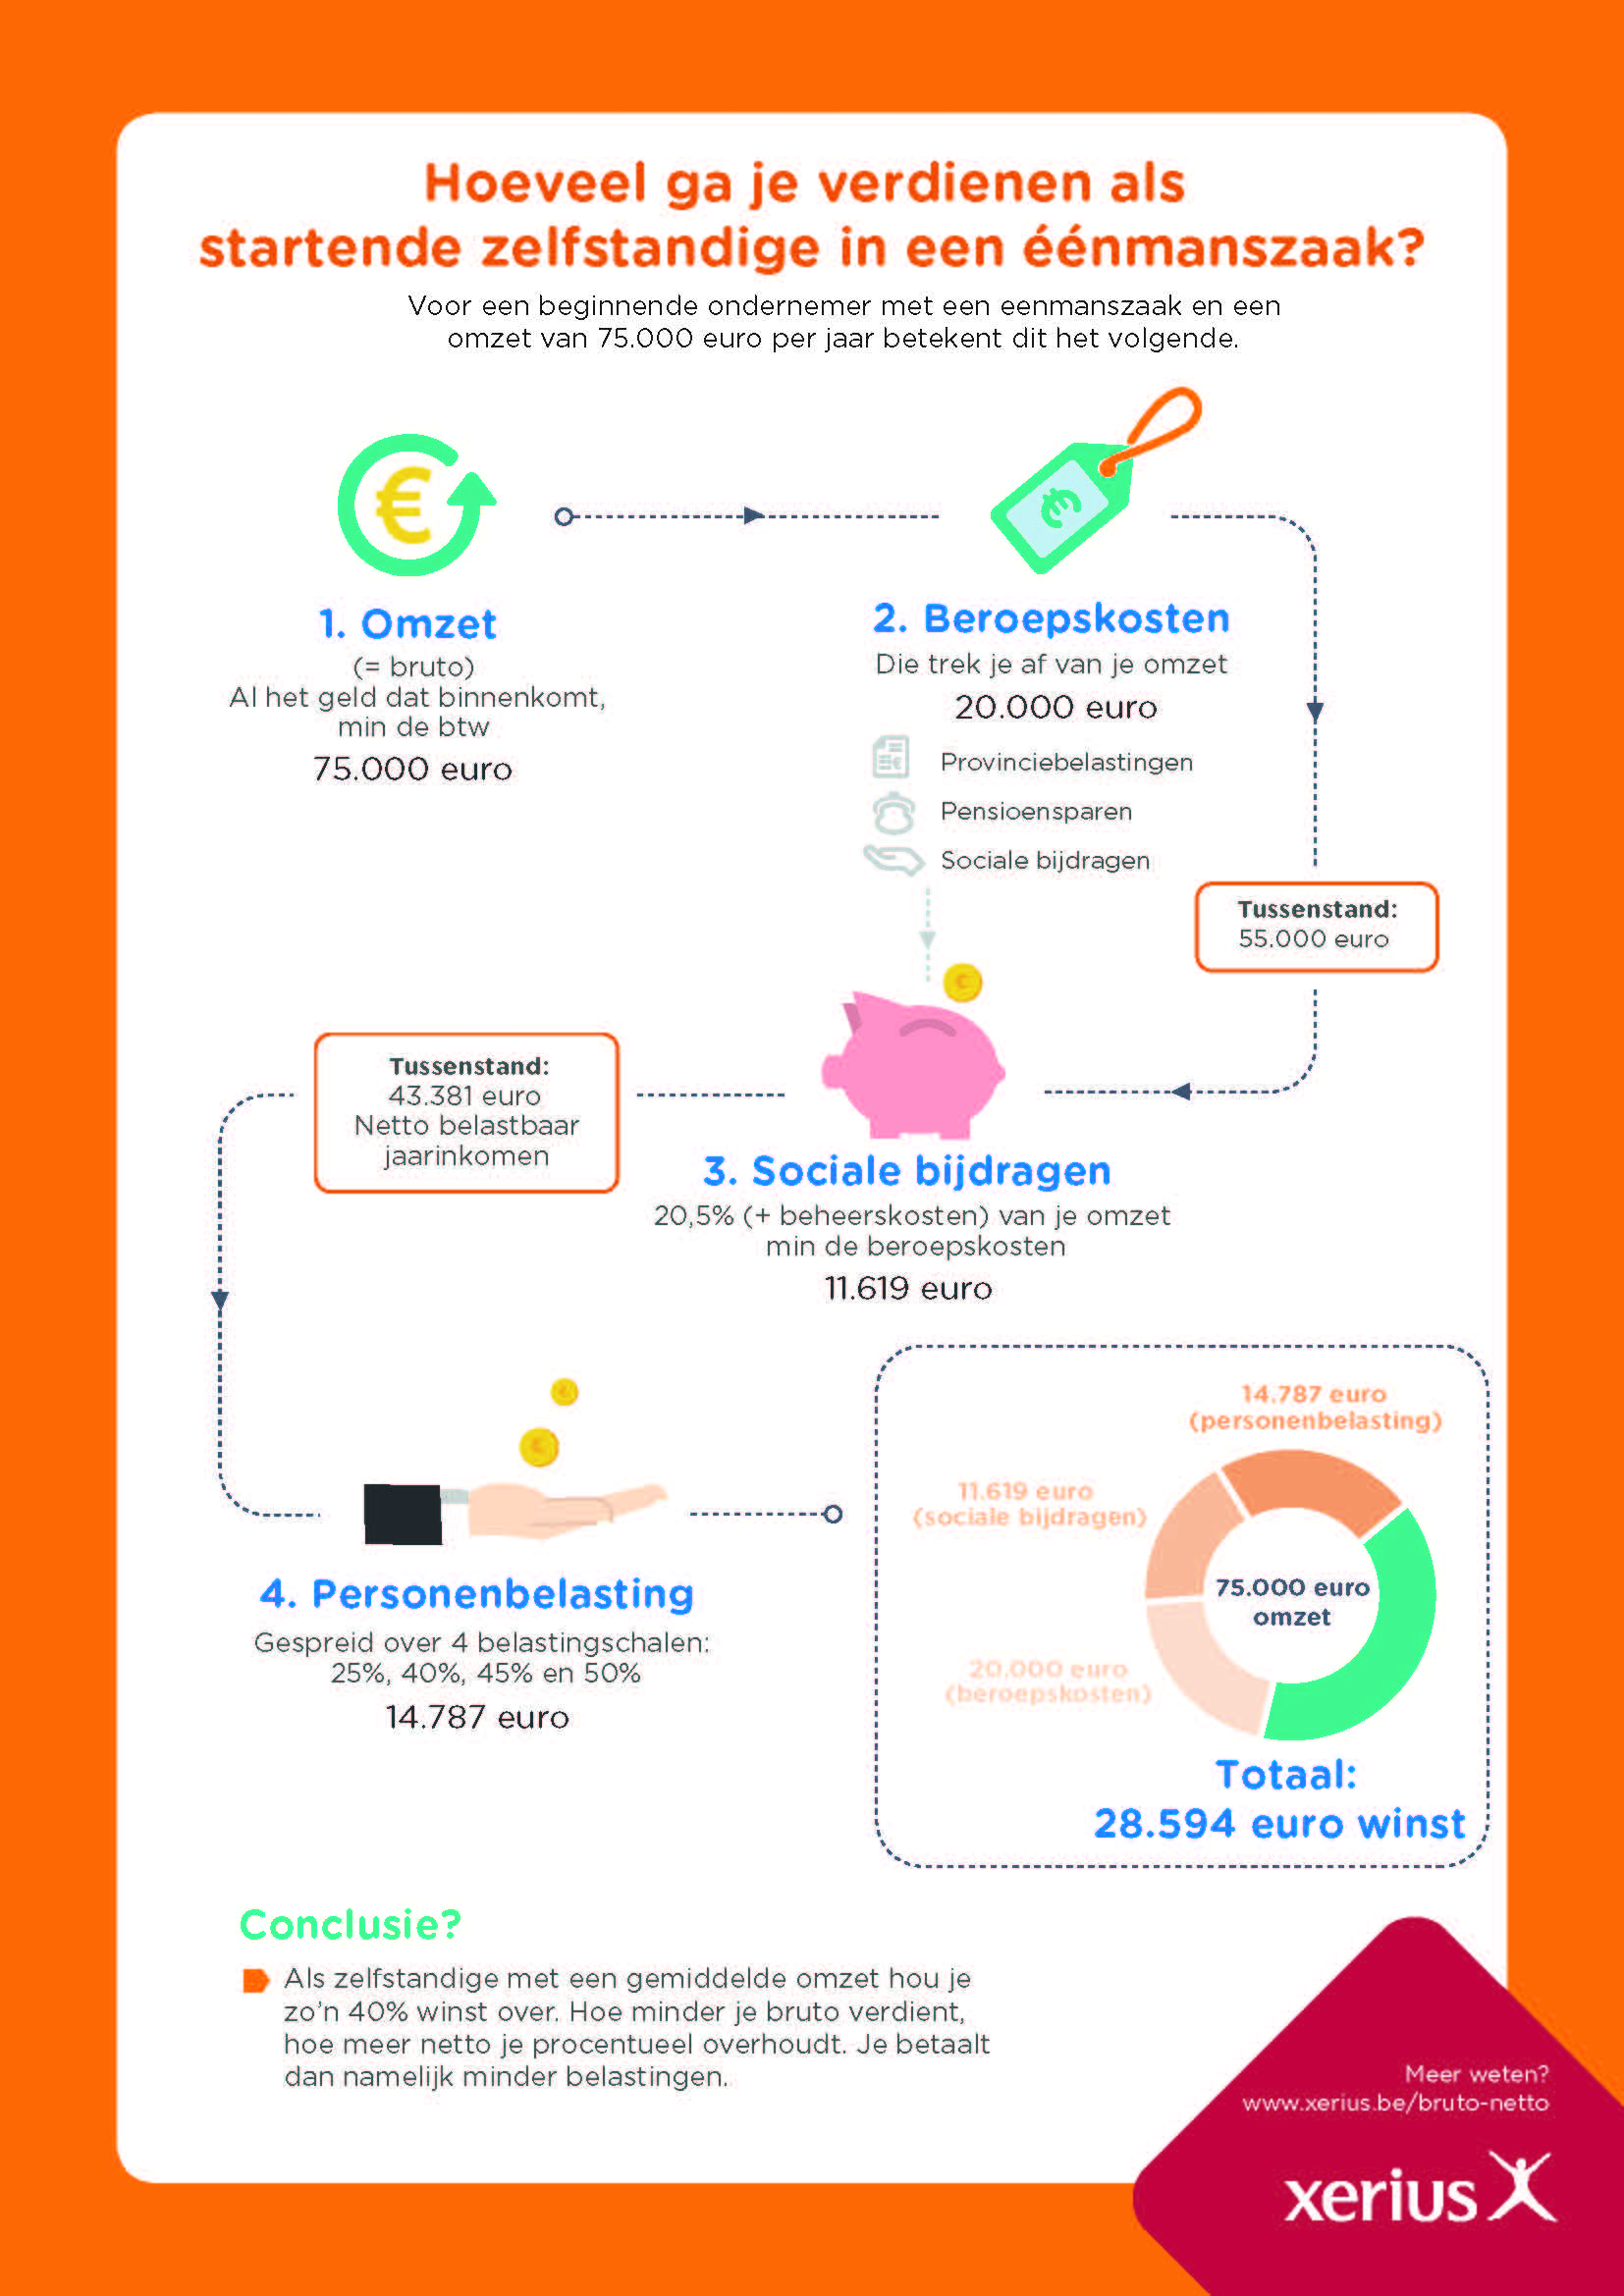 Hoeveel ga je verdienen als
startende zelfstandige in een éénmanszaak?
Voor een beginnende ondernemer met een eenmanszaak en een
omzet van 75.000 euro per jaar betekent dit het volgende.
1. Omzet
(= bruto)
Al het geld dat binnenkomt,
min de btw
75.000 euro
2. Beroepskosten
Die trek je af van je omzet
20.000 euro
Provinciebelastingen
Pensioensparen
Sociale bijdragen
Tussenstand:
55.000 euro
3. Sociale bijdragen
20,5% (+ beheerskosten) van je omzet
min de beroepskosten
11.619 euro
Tussenstand:
43.381 euro
Netto belastbaar
jaarinkomen
4. Personenbelasting
Gespreid over 4 belastingschalen:
25%, 40%, 45% en 50%
14.787 euro
14.787 euro
(personenbelasting)
11.619 euro
(sociale bijdragen)
20.000 euro
(beroepskosten)
75.000 euro
omzet
Totaal:
28.594 euro winst
Conclusie?
Als zelfstandige met een gemiddelde omzet hou je
zo'n 40% winst over. Hoe minder je bruto verdient,
hoe meer netto je procentueel overhoudt. Je betaalt
dan namelijk minder belastingen.
Meer weten?
www.xerius.be/bruto-netto
xerius